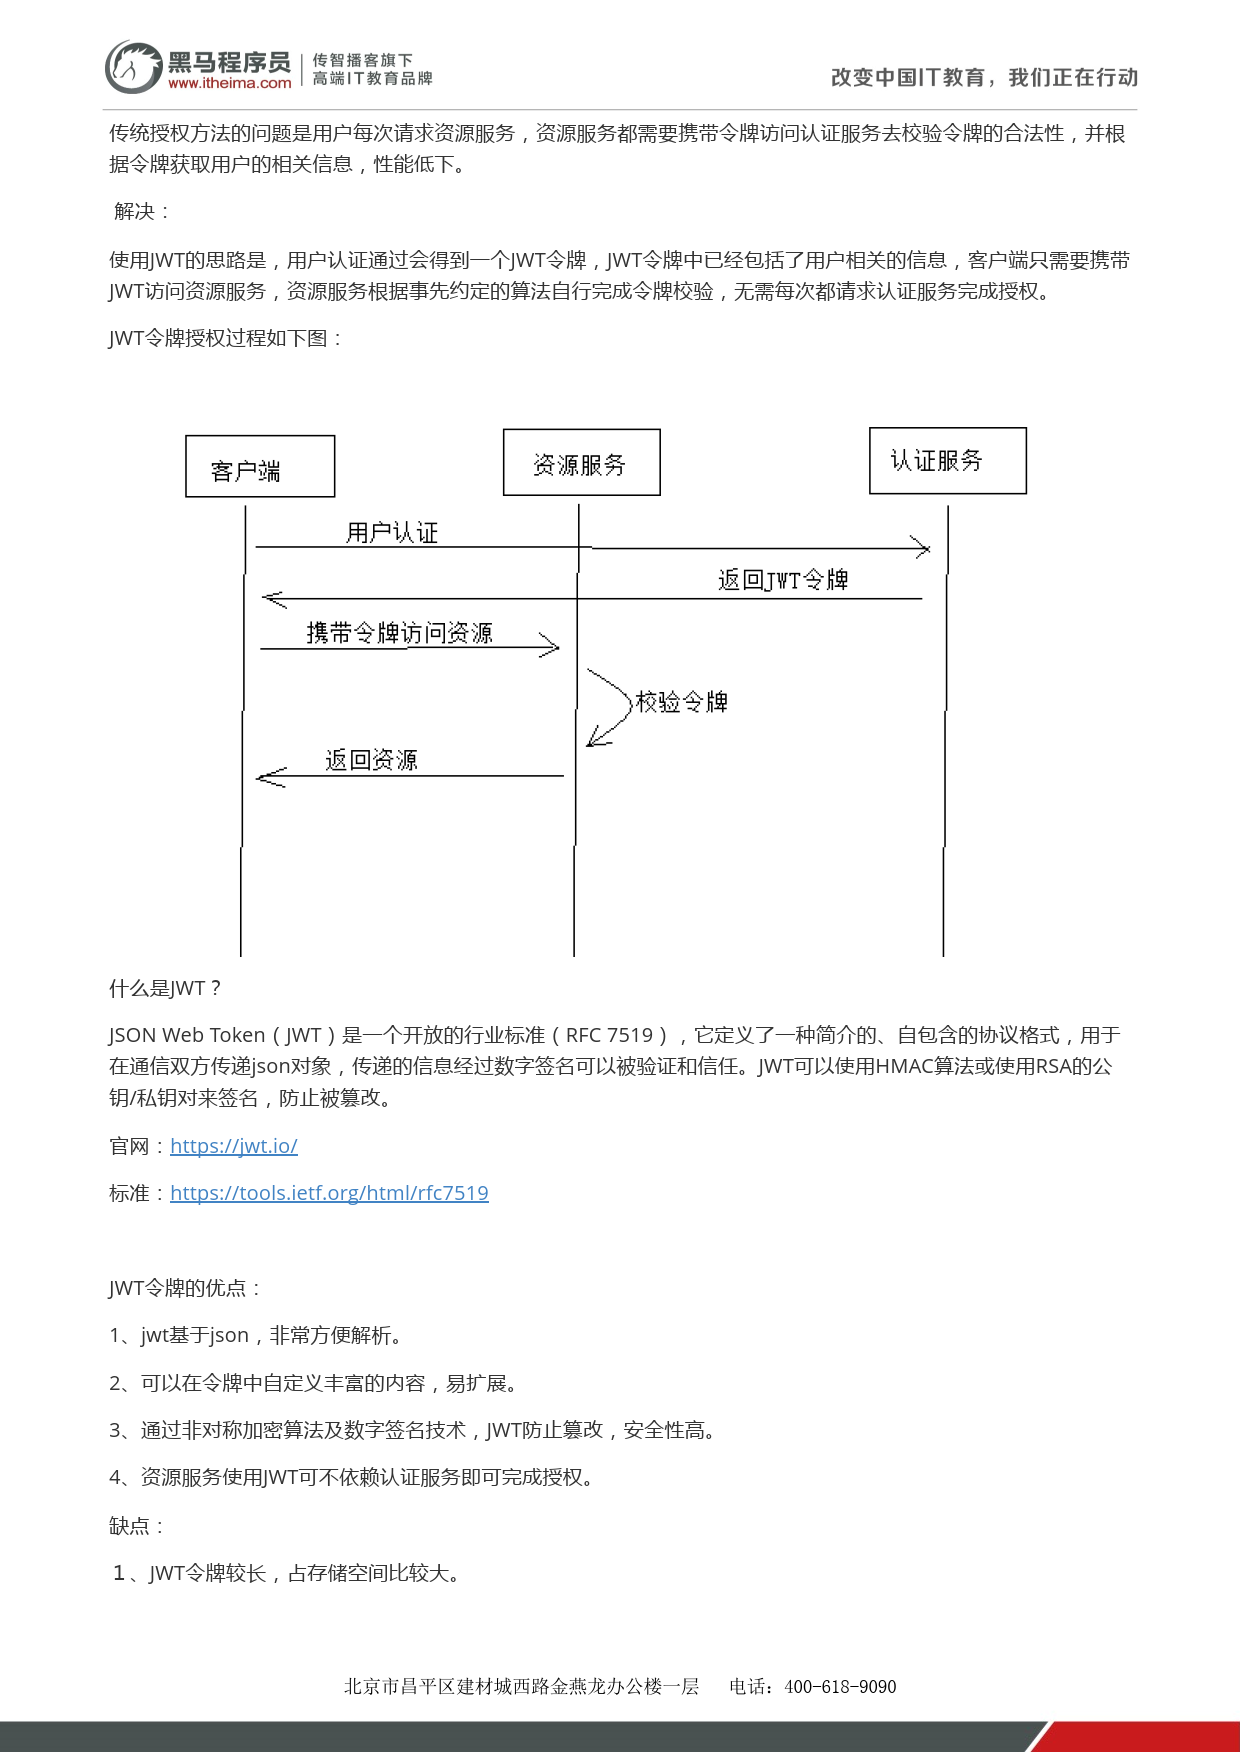 黑马程序员
www.itheima.com
传智播客旗下
高端IT教育品牌
改变中国IT教育，我们正在行动
传统授权方法的问题是用户每次请求资源服务，资源服务都需要携带令牌访问认证服务去校验令牌的合法性，并根
据令牌获取用户的相关信息，性能低下。
解决：
使用JWT的思路是，用户认证通过会得到一个JWT令牌，JWT令牌中已经包括了用户相关的信息，客户端只需要携带
JWT访问资源服务，资源服务根据事先约定的算法自行完成令牌校验，无需每次都请求认证服务完成授权。
JWT令牌授权过程如下图：
客户端
资源服务
认证服务
用户认证
返回JWT令牌
携带令牌访问资源
校验令牌
返回资源
什么是JWT？
JSON Web Token（JWT）是一个开放的行业标准（RFC 7519），它定义了一种简介的、自包含的协议格式，用于
在通信双方传递json对象，传递的信息经过数字签名可以被验证和信任。JWT可以使用HMAC算法或使用RSA的公
钥/私钥对来签名，防止被篡改。
官网：https://jwt.io/
标准：https://tools.ietf.org/html/rfc7519
JWT令牌的优点：
1、jwt基于json，非常方便解析。
2、可以在令牌中自定义丰富的内容，易扩展。
3、通过非对称加密算法及数字签名技术，JWT防止篡改，安全性高。
4、资源服务使用JWT可不依赖认证服务即可完成授权。
缺点：
１、JWT令牌较长，占存储空间比较大。
北京市昌平区建材城西路金燕龙办公楼一层 电话：400-618-9090